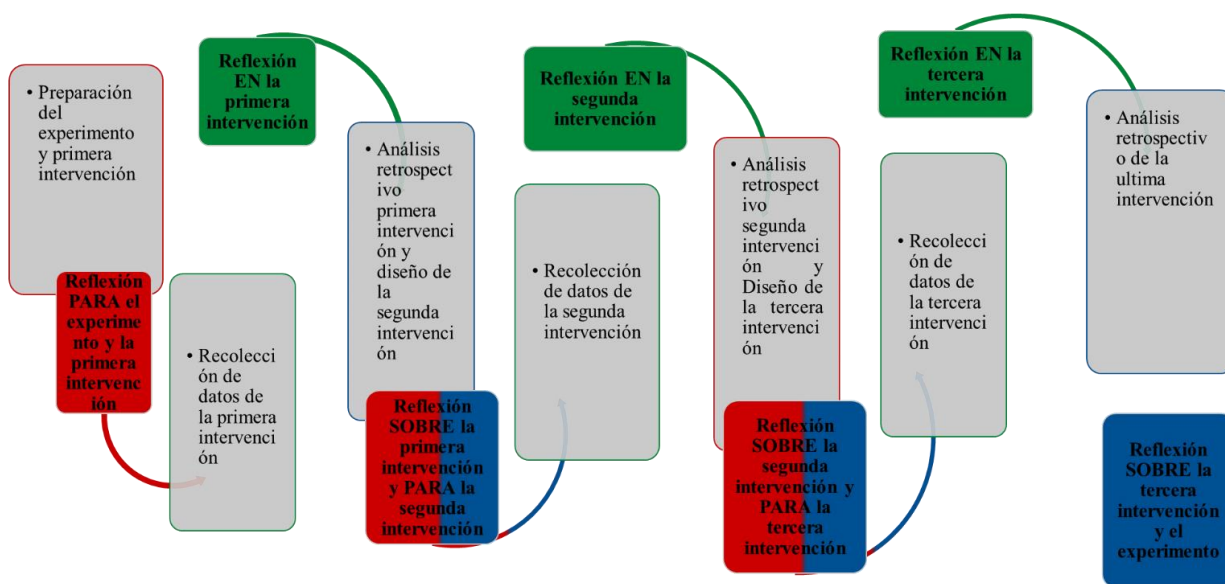 • Preparación
del
experimento
y primera
intervención
Reflexión
PARA el
experime
nto y la
primera
intervenc
ión
Reflexión
EN la
primera
intervención
• Recolecci
ón de
datos de
la primera
intervenci
ón
• Análisis
retrospect
ivo
primera
intervenci
ón y
diseño de
la
segunda
intervenci
ón
Reflexión
SOBRE la
primera
intervención
y PARA la
segunda
intervención
Reflexión EN la
segunda
intervención
• Recolección
de datos de
la segunda
intervención
• Análisis
retrospect
ivo
segunda
intervenci
ón y
Diseño de
la tercera
intervenci
ón
Reflexión
SOBRE la
segunda
intervención y
PARA la
tercera
intervención
Reflexión EN la
tercera
intervención
• Recolecci
ón de
datos de
la tercera
intervenci
ón
• Análisis
retrospectiv
o de la
ultima
intervención
Reflexión
SOBRE la
tercera
intervención
y el
experimento